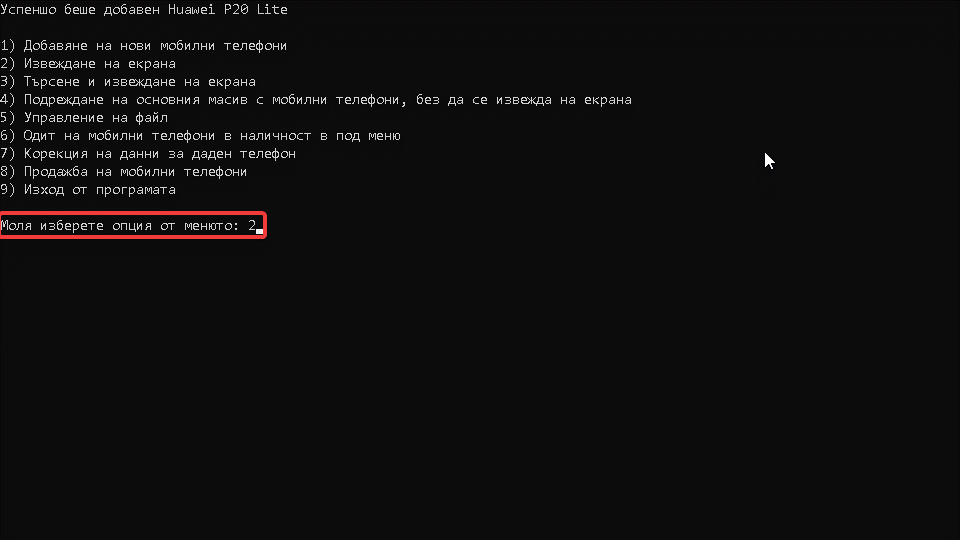 Успеншо беше добавен Huawei P20 Lite
1) Добавяне на нови мобилни телефони
2) Извеждане на екрана
3) Търсене и извеждане на екрана
4) Подреждане на основния масив с мобилни телефони, без да се извежда на екрана
5) Управление на файл
6) Одит на мобилни телефони в наличност в под меню
7) Корекция на данни за даден телефон
8) Продажба на мобилни телефони
9) Изход от програмата
Моля изберете опция от менюто: 2